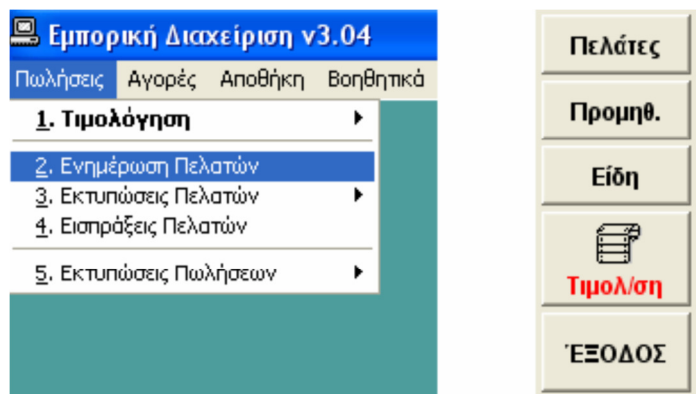 Εμπορική Διαχείριση v3.04
Πωλήσεις Αγορές Αποθήκη Βοηθητικά
1. Τιμολόγηση
2. Ενημέρωση Πελατών
3. Εκτυπώσεις Πελατών
4. Εισπράξεις Πελατών
5. Εκτυπώσεις Πωλήσεων
Πελάτες
Προμηθ.
Είδη
Τιμολ/ση
ΈΞΟΔΟΣ